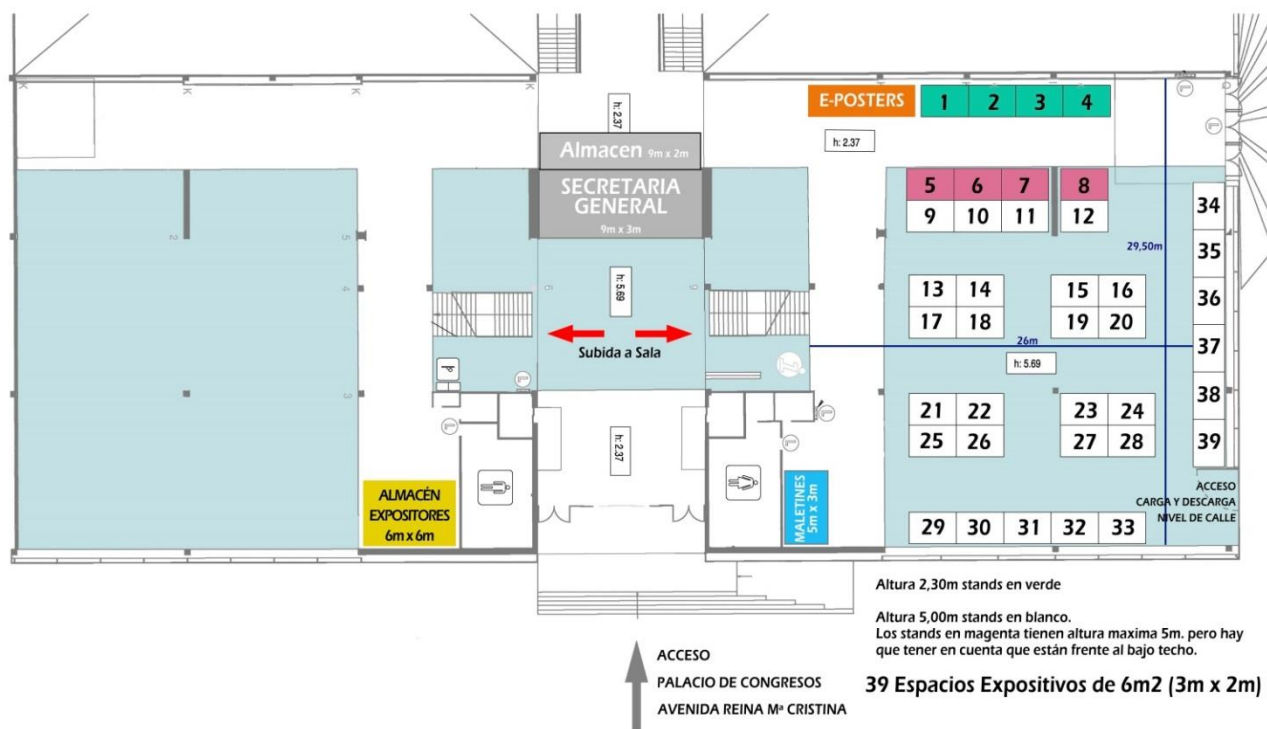 E-POSTERS
1 2 3 4
h: 2.37
h: 2.37
Almacen 9m x 2m
SECRETARIA
GENERAL
9m x 3m
5 6 7 8
9 10 11 12
34
35
36
37
38
39
29,50m
h: 5.69
13 14 15 16
17 18 19 20
Subida a Sala
26m
h: 5.69
21 22 23 24
25 26 27 28
h: 2.37
ALMACÉN
EXPOSITORES
6m x 6m
MALETINES
5m x 3m
ACCESO
CARGA Y DESCARGA
NIVEL DE CALLE
29 30 31 32 33
Altura 2,30m stands en verde
Altura 5,00m stands en blanco.
Los stands en magenta tienen altura maxima 5m. pero hay
que tener en cuenta que están frente al bajo techo.
39 Espacios Expositivos de 6m2 (3m x 2m)
ACCESO
PALACIO DE CONGRESOS
AVENIDA REINA Mª CRISTINA